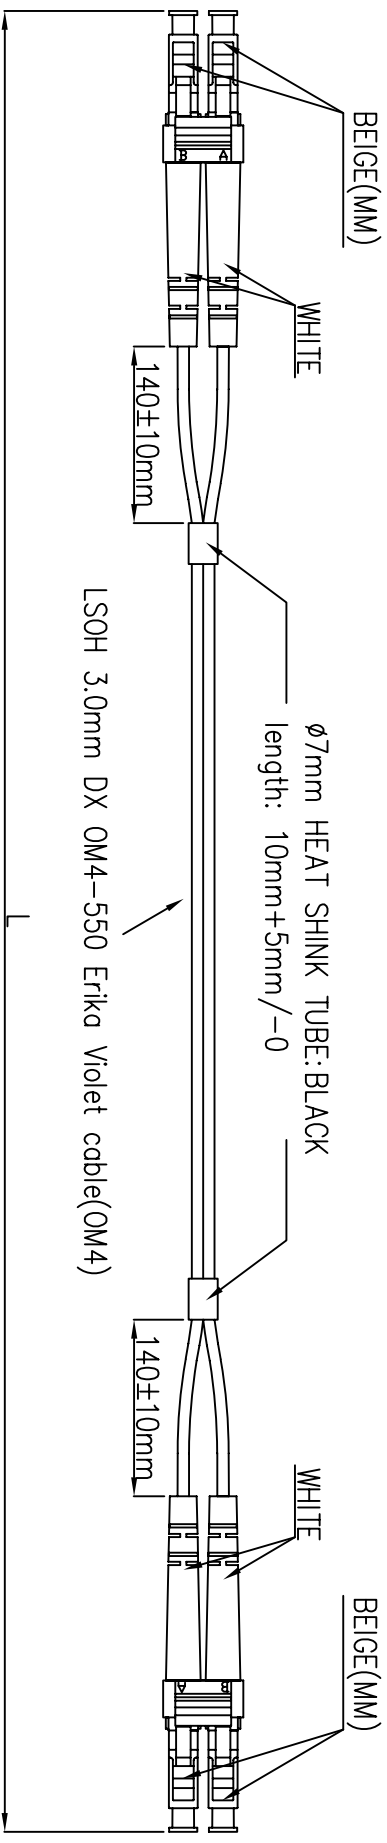 BEIGE(MM)
WHITE
B A
140±10mm
ø7mm HEAT SHINK TUBE:BLACK
length: 10mm+5mm/-0
LSOH 3.0mm DX OM4-550 Erika Violet cable(OM4)
L
140±10mm
WHITE
A B
BEIGE(MM)